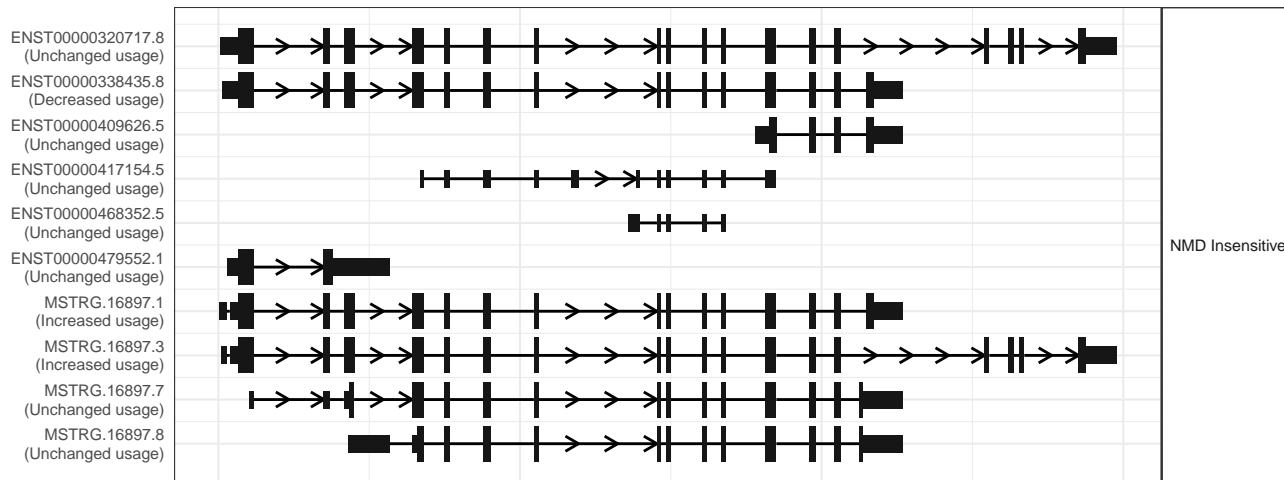 ENST00000320717.8
(Unchanged usage)
ENST00000338435.8
(Decreased usage)
ENST00000409626.5
(Unchanged usage)
ENST00000417154.5
(Unchanged usage)
ENST00000468352.5
(Unchanged usage)
NMD Insensitive
ENST00000479552.1
(Unchanged usage)
MSTRG.16897.1
(Increased usage)
MSTRG.16897.3
(Increased usage)
MSTRG.16897.7
(Unchanged usage)
MSTRG.16897.8
(Unchanged usage)